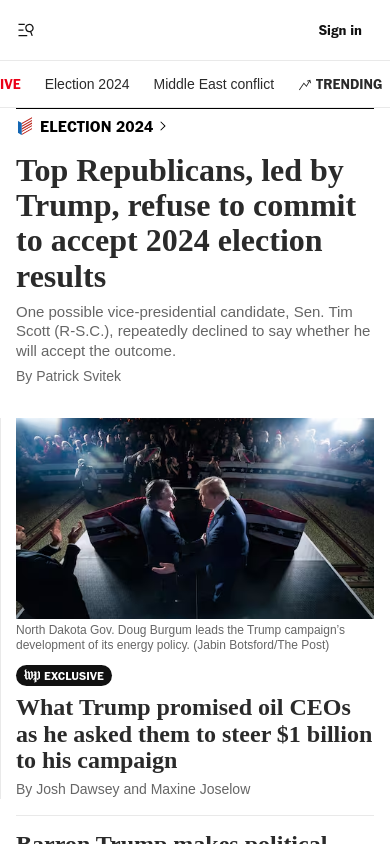 Sign in
IVE Election 2024 Middle East conflict TRENDING
ELECTION 2024
Top Republicans, led by
Trump, refuse to commit
to accept 2024 election
results
One possible vice-presidential candidate, Sen. Tim
Scott (R-S.C.), repeatedly declined to say whether he
will accept the outcome.
By Patrick Svitek
North Dakota Gov. Doug Burgum leads the Trump campaign's
development of its energy policy. (Jabin Botsford/The Post)
wp EXCLUSIVE
What Trump promised oil CEOs
as he asked them to steer $1 billion
to his campaign
By Josh Dawsey and Maxine Joselow
Barron Trump makes political